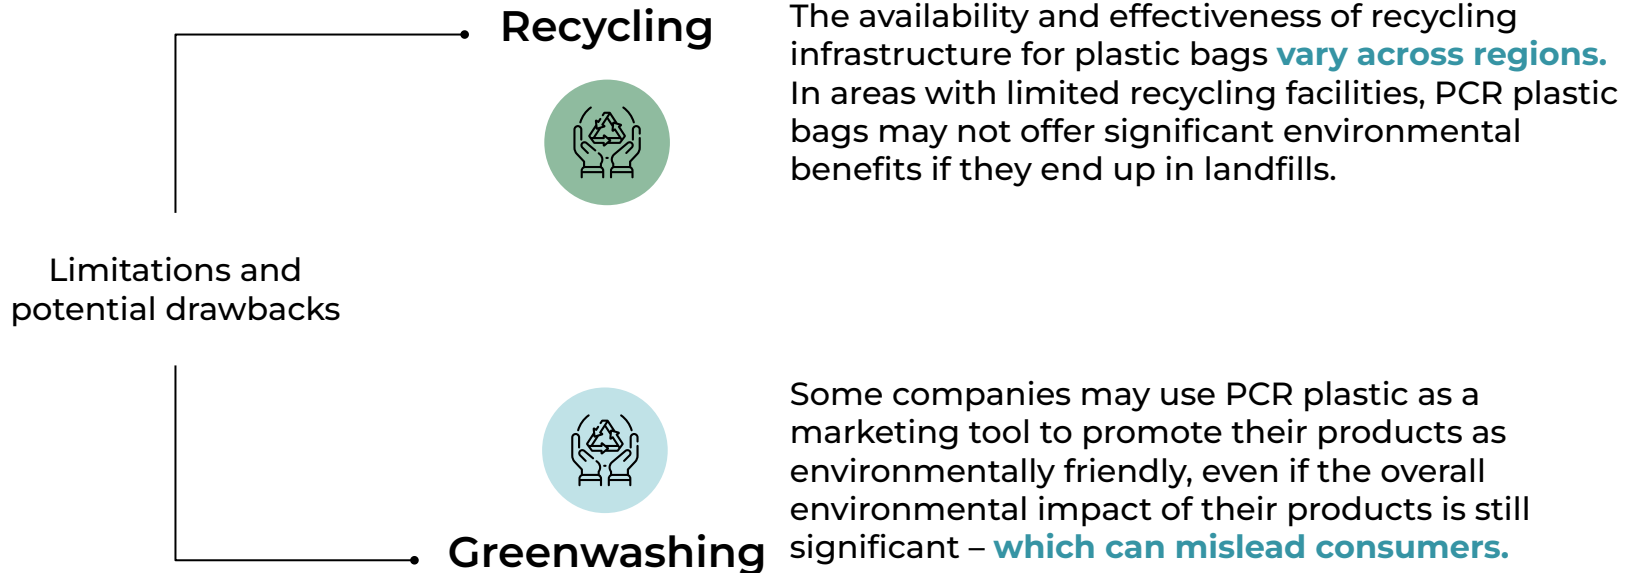 Recycling
The availability and effectiveness of recycling
infrastructure for plastic bags vary across regions.
In areas with limited recycling facilities, PCR plastic
bags may not offer significant environmental
benefits if they end up in landfills.
Limitations and
potential drawbacks
Some companies may use PCR plastic as a
marketing tool to promote their products as
environmentally friendly, even if the overall
environmental impact of their products is still
significant – which can mislead consumers.
Greenwashing